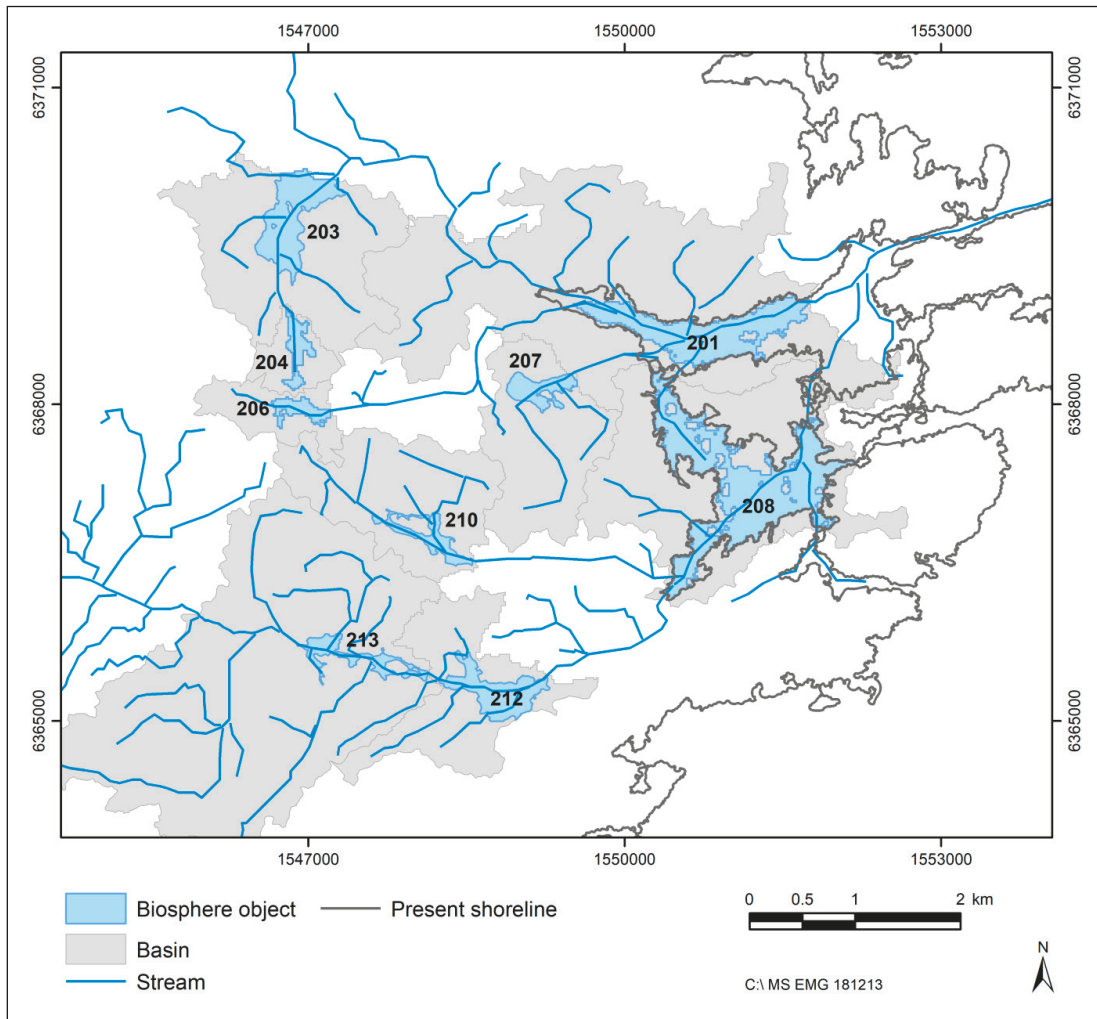 1547000 1550000 1553000
6371000 6371000
203
201
204 207
6368000 206 6368000
208
210
213
6365000 212 6365000
1547000 1550000 1553000
Biosphere object Present shoreline 0 0.5 1 2 km
Basin
N
Stream C:\ MS EMG 181213